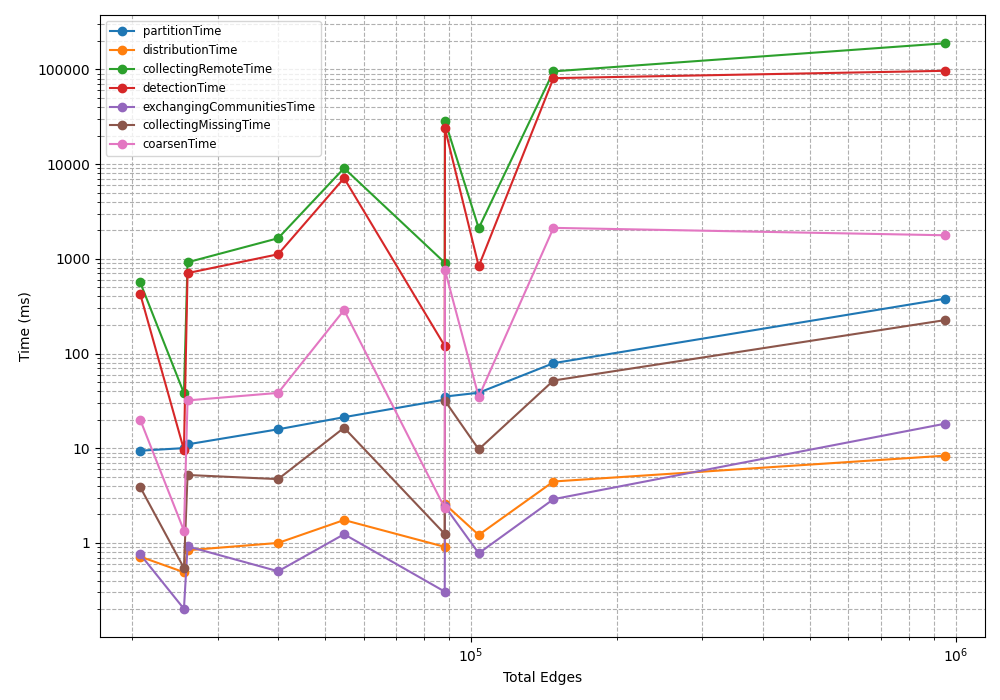 partitionTime
distributionTime
collectingRemoteTime
detectionTime
exchangingCommunitiesTime
collectingMissingTime
coarsenTime
100000
10000
1000
100
10
1
Time (ms)
10⁵
10⁶
Total Edges